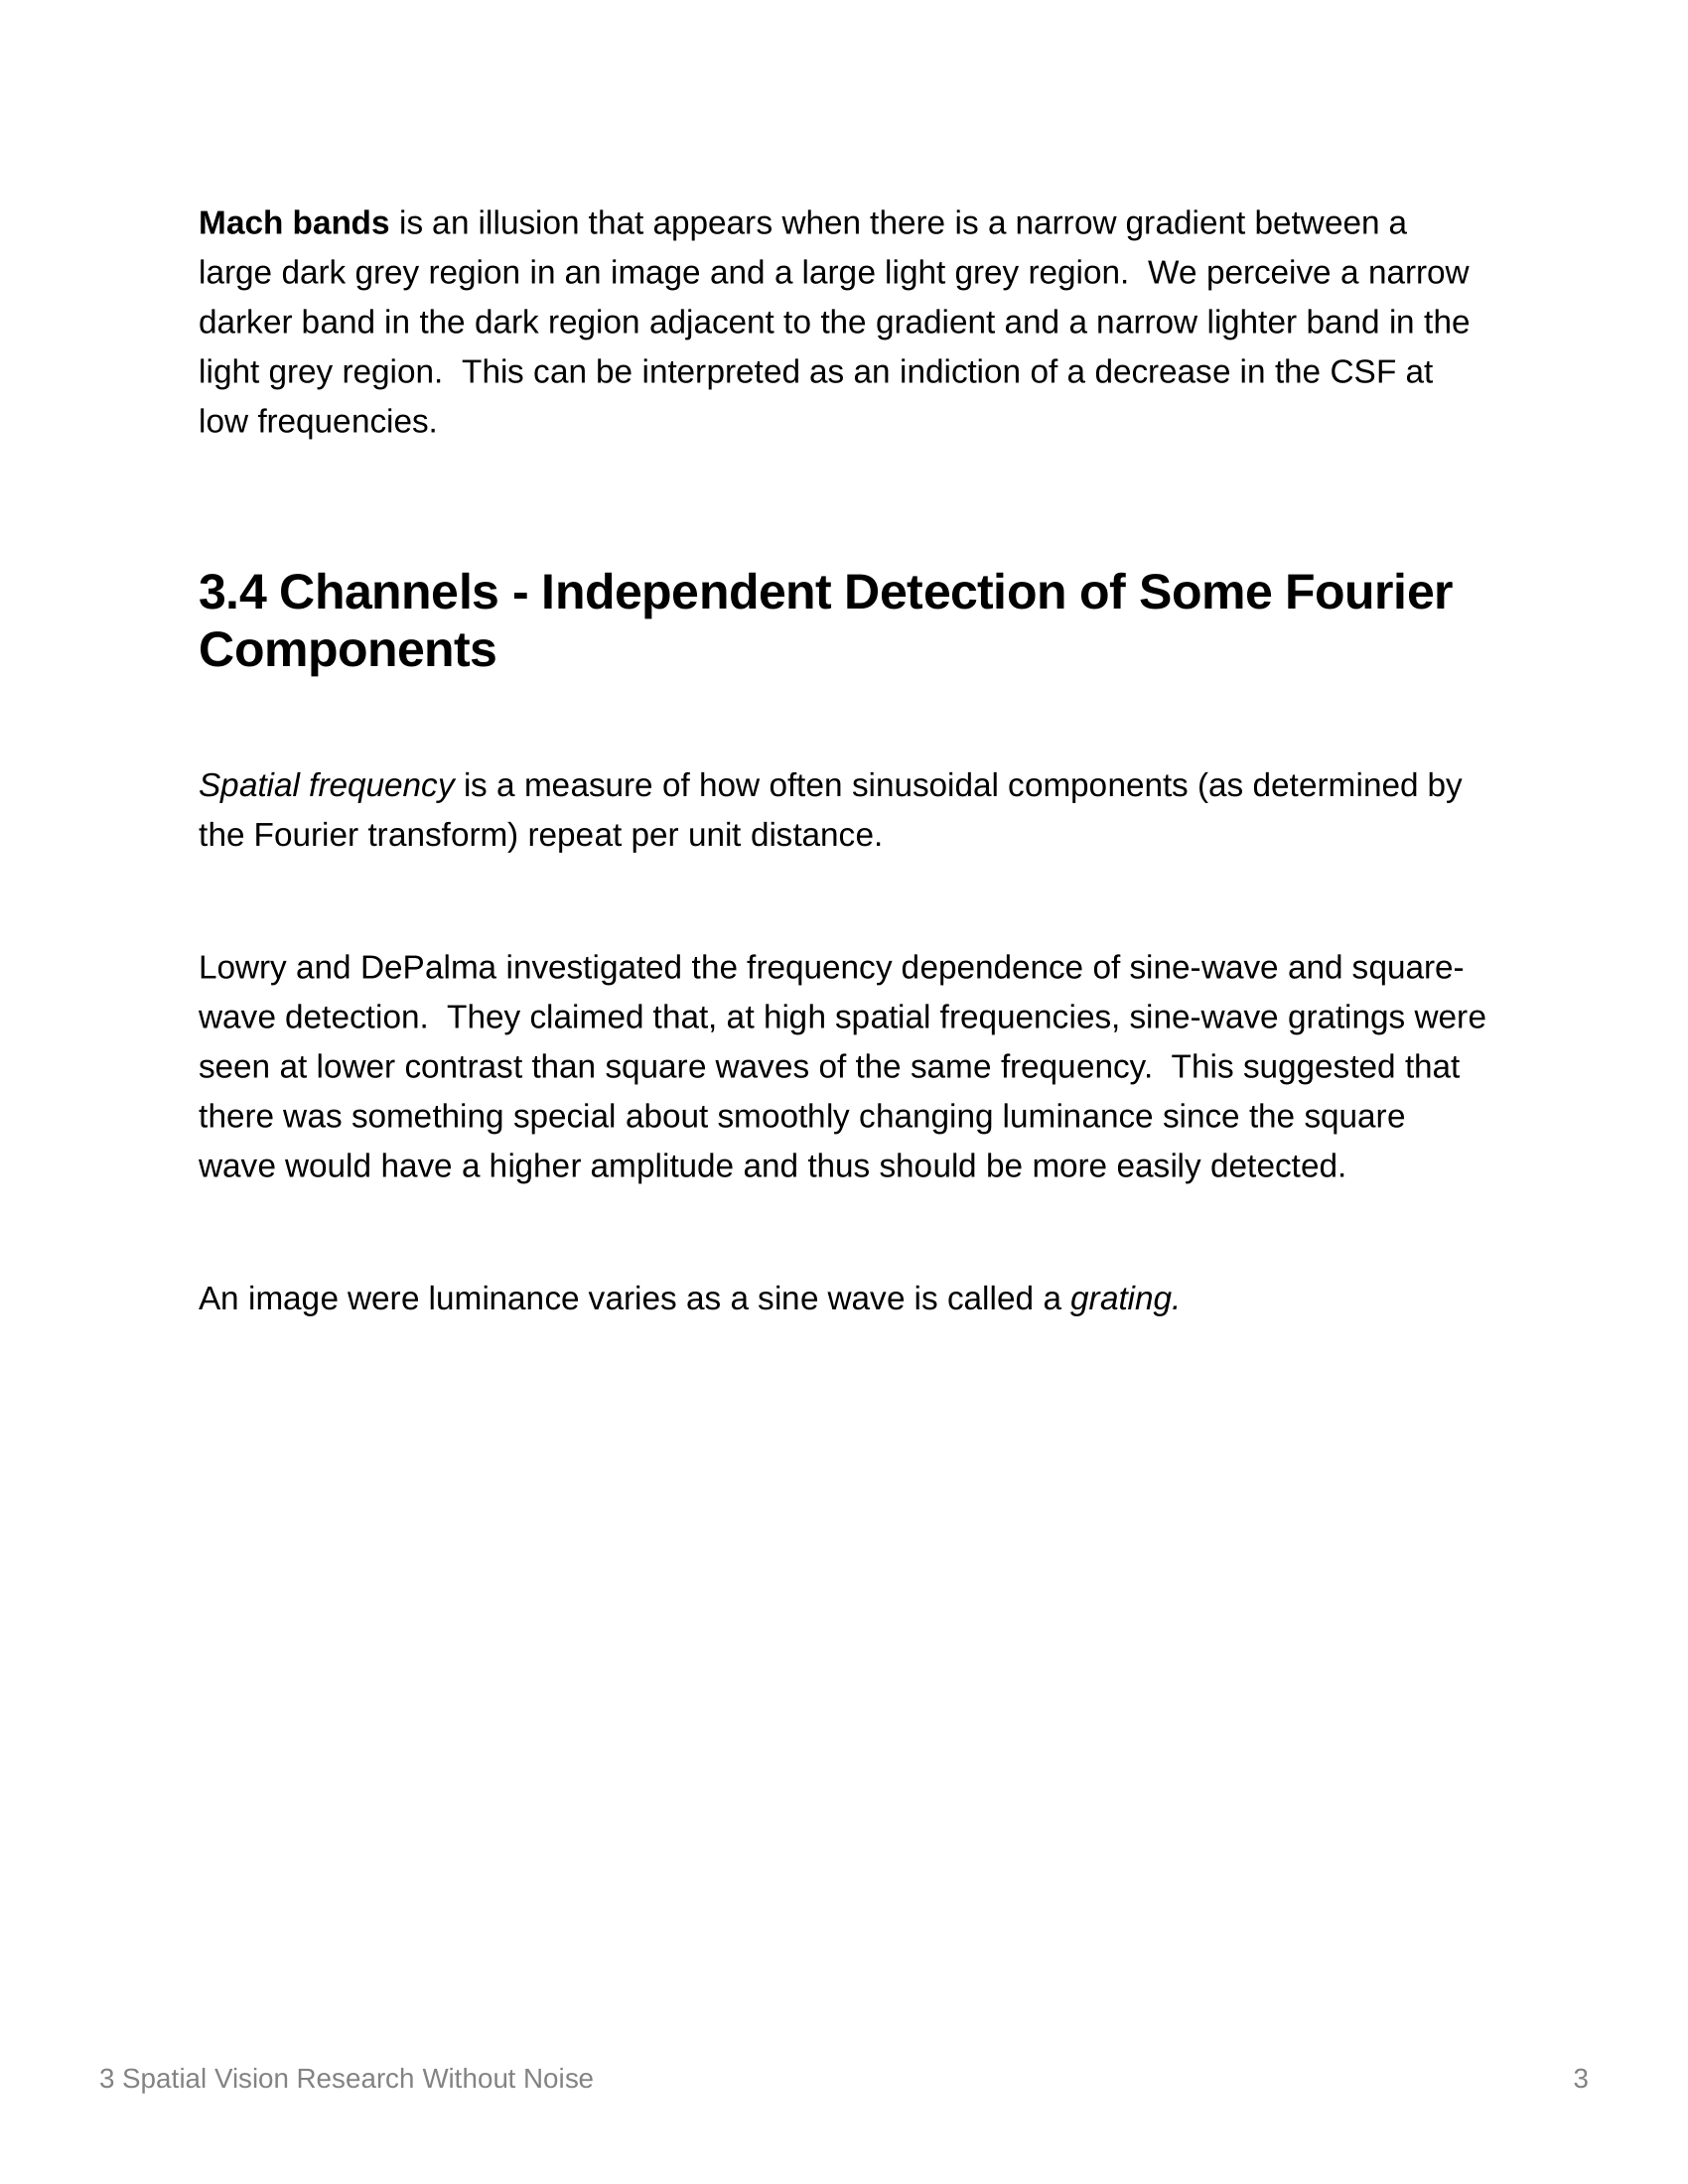 Mach bands is an illusion that appears when there is a narrow gradient between a
large dark grey region in an image and a large light grey region.  We perceive a narrow
darker band in the dark region adjacent to the gradient and a narrow lighter band in the
light grey region.  This can be interpreted as an indiction of a decrease in the CSF at
low frequencies.
3.4 Channels - Independent Detection of Some Fourier
Components
Spatial frequency is a measure of how often sinusoidal components (as determined by
the Fourier transform) repeat per unit distance.
Lowry and DePalma investigated the frequency dependence of sine-wave and square-
wave detection.  They claimed that, at high spatial frequencies, sine-wave gratings were
seen at lower contrast than square waves of the same frequency.  This suggested that
there was something special about smoothly changing luminance since the square
wave would have a higher amplitude and thus should be more easily detected.
An image were luminance varies as a sine wave is called a grating.
3 Spatial Vision Research Without Noise 3